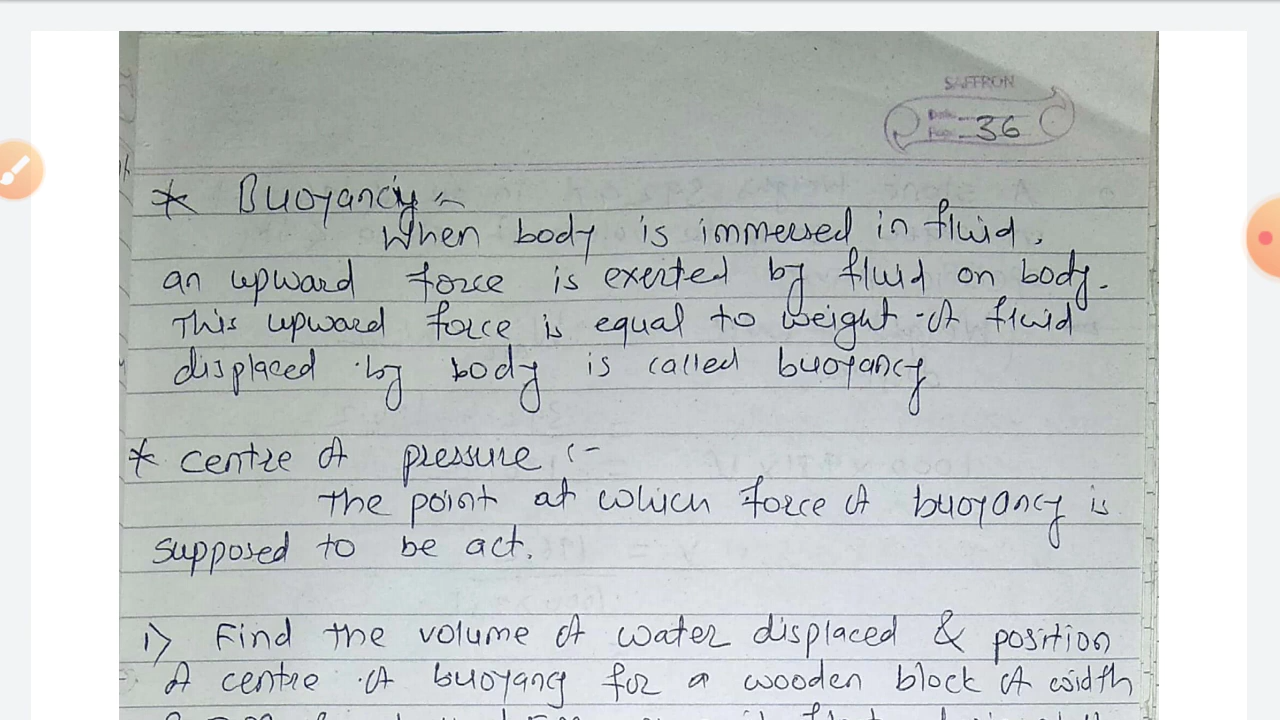 SAFFRON
Date
Page 36
* Buoyanciy :-
When body is immersed in fluid,
an upward force is exerted by fluid on body.
This upward force is equal to weight of fluid
displaced by body is called buoyancy
* centre of pressure :-
The point at which force of buoyancy is
supposed to be act.
1) Find the volume of water displaced & position
of centre of buoyancy for a wooden block of width